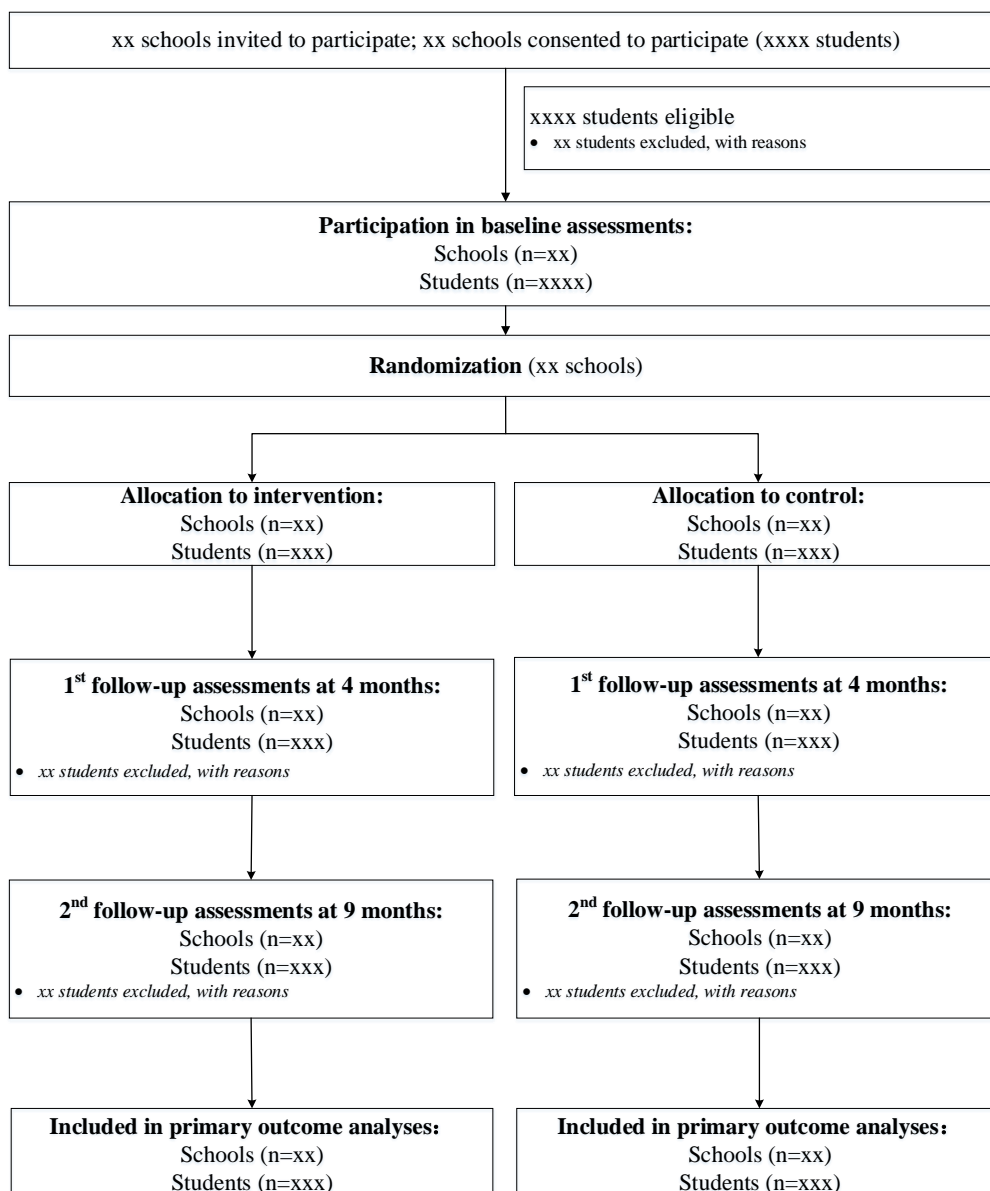 xx schools invited to participate; xx schools consented to participate (xxxx students)
xxxx students eligible
• xx students excluded, with reasons
Participation in baseline assessments:
Schools (n=xx)
Students (n=xxxx)
Randomization (xx schools)
Allocation to intervention:
Schools (n=xx)
Students (n=xxx)
Allocation to control:
Schools (n=xx)
Students (n=xxx)
1st follow-up assessments at 4 months:
Schools (n=xx)
Students (n=xxx)
• xx students excluded, with reasons
1st follow-up assessments at 4 months:
Schools (n=xx)
Students (n=xxx)
• xx students excluded, with reasons
2nd follow-up assessments at 9 months:
Schools (n=xx)
Students (n=xxx)
• xx students excluded, with reasons
2nd follow-up assessments at 9 months:
Schools (n=xx)
Students (n=xxx)
• xx students excluded, with reasons
Included in primary outcome analyses:
Schools (n=xx)
Students (n=xxx)
Included in primary outcome analyses:
Schools (n=xx)
Students (n=xxx)